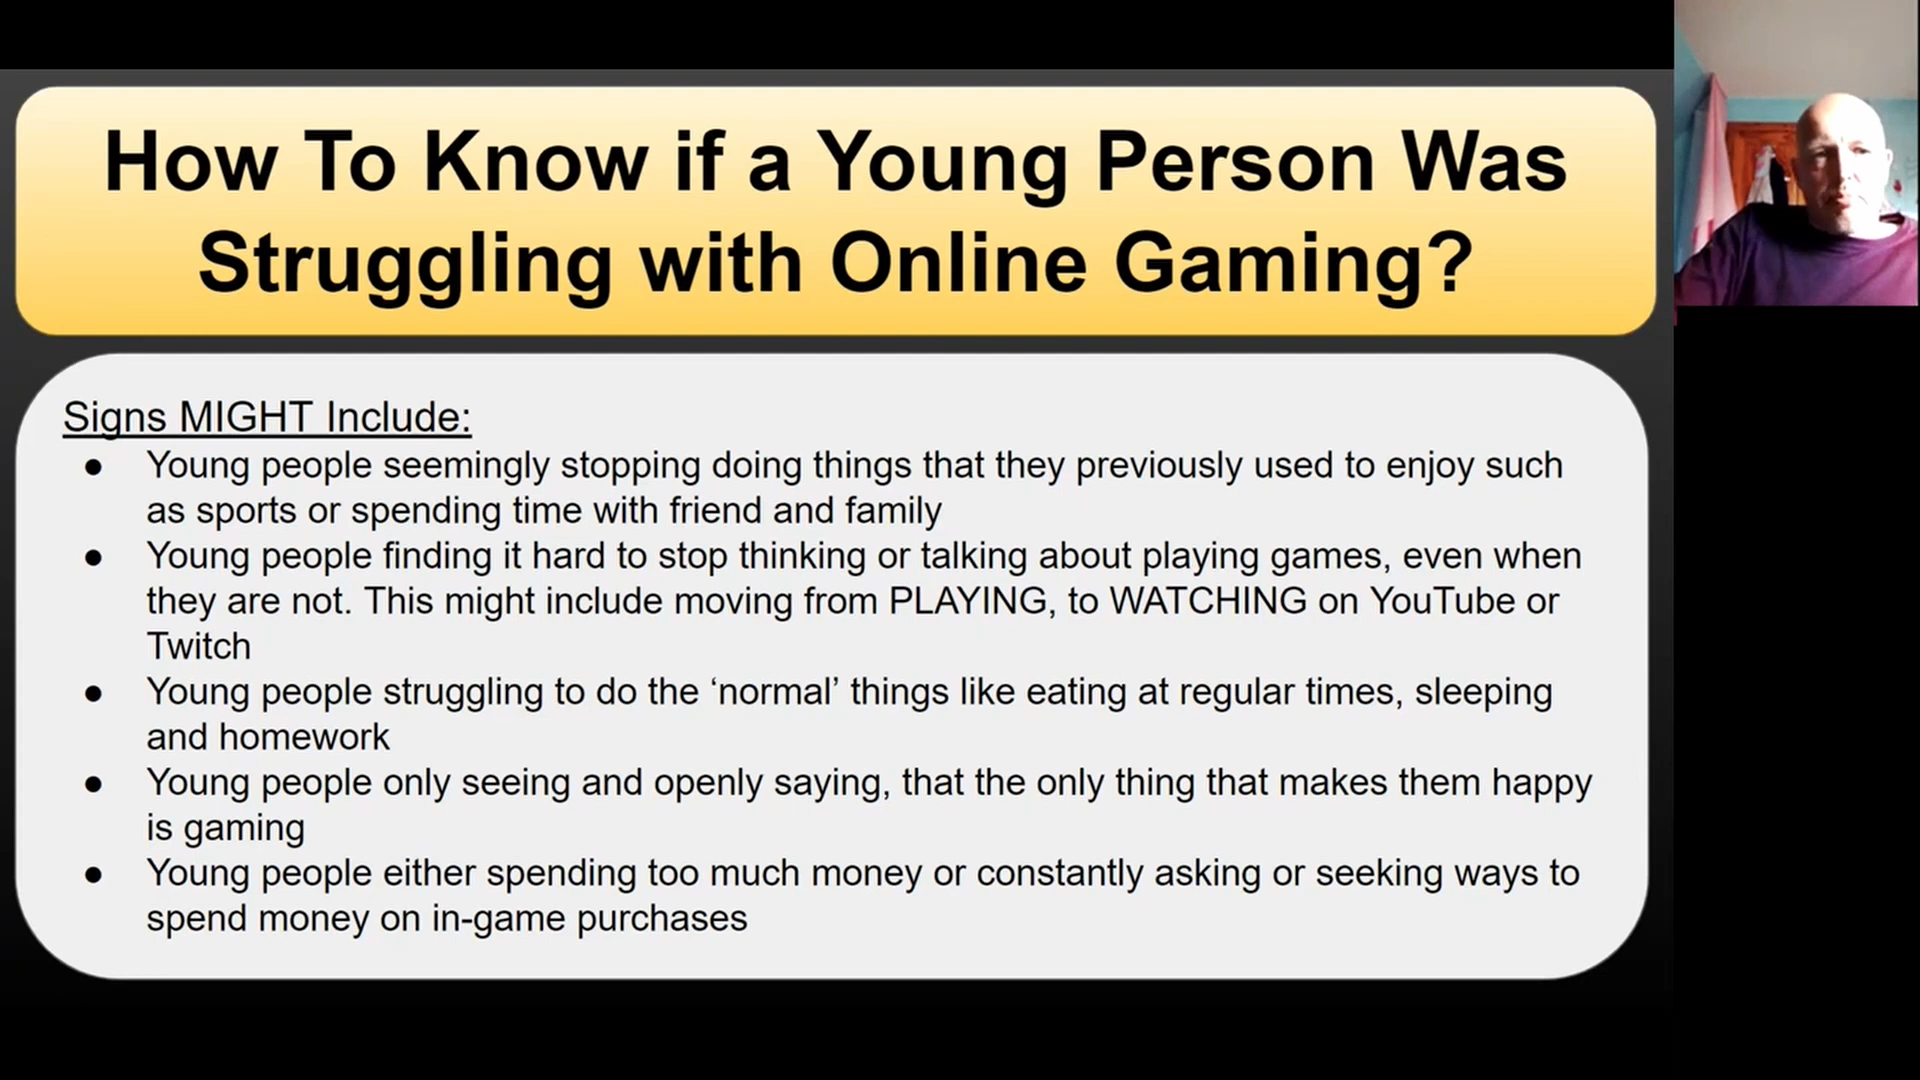 How To Know if a Young Person Was
Struggling with Online Gaming?
Signs MIGHT Include:
● Young people seemingly stopping doing things that they previously used to enjoy such
as sports or spending time with friend and family
● Young people finding it hard to stop thinking or talking about playing games, even when
they are not. This might include moving from PLAYING, to WATCHING on YouTube or
Twitch
● Young people struggling to do the ‘normal’ things like eating at regular times, sleeping
and homework
● Young people only seeing and openly saying, that the only thing that makes them happy
is gaming
● Young people either spending too much money or constantly asking or seeking ways to
spend money on in-game purchases